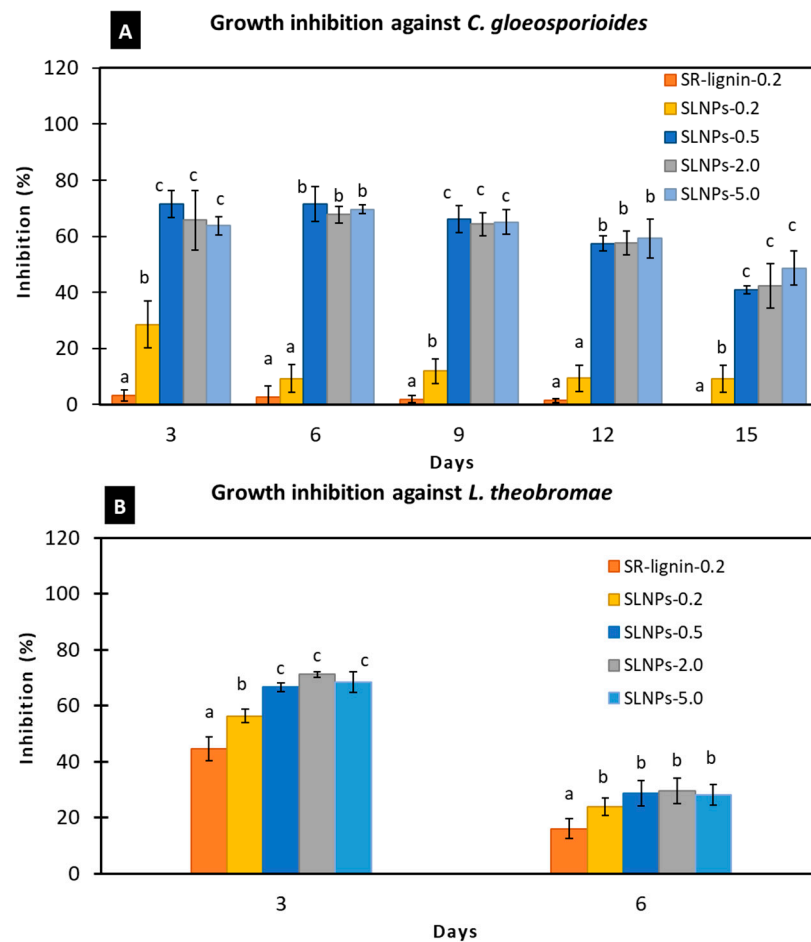 A
Growth inhibition against C. gloeosporioides
120
100
80
60
40
20
0
Inhibition (%)
SR-lignin-0.2
SLNPs-0.2
SLNPs-0.5
SLNPs-2.0
SLNPs-5.0
a b c c c
a a b b b
a b c c c
a a b b b
a b c c c
3 6 9 12 15
Days
B
Growth inhibition against L. theobromae
120
100
80
60
40
20
0
Inhibition (%)
SR-lignin-0.2
SLNPs-0.2
SLNPs-0.5
SLNPs-2.0
SLNPs-5.0
a b c c c
a b b b b
3 6
Days